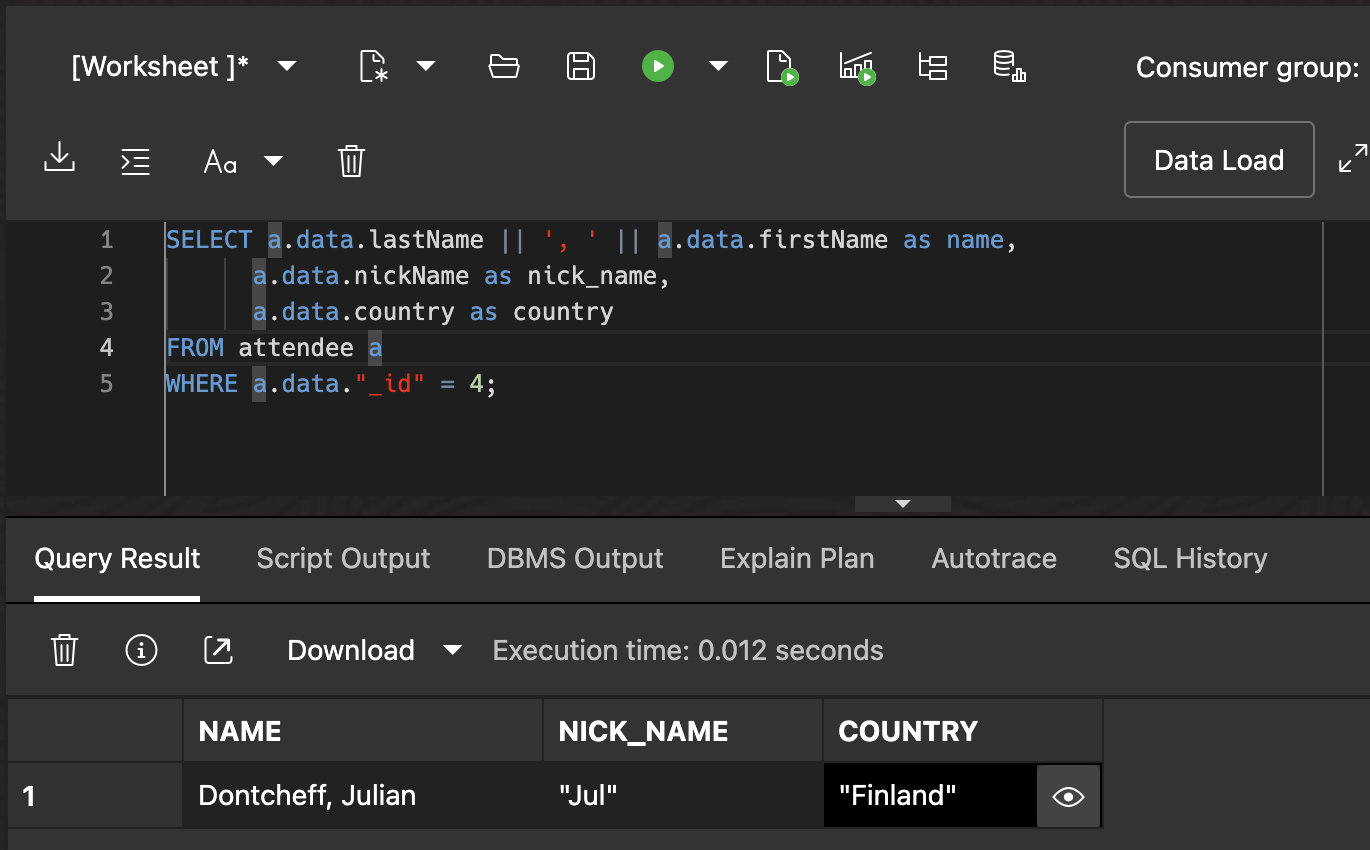 [Worksheet ]*
Consumer group:
Aa
Data Load
1 SELECT a.data.lastName || ', ' || a.data.firstName as name,
2 a.data.nickName as nick_name,
3 a.data.country as country
4 FROM attendee a
5 WHERE a.data."_id" = 4;
Query Result Script Output DBMS Output Explain Plan Autotrace SQL History
Download Execution time: 0.012 seconds
NAME NICK_NAME COUNTRY
1 Dontcheff, Julian "Jul" "Finland"